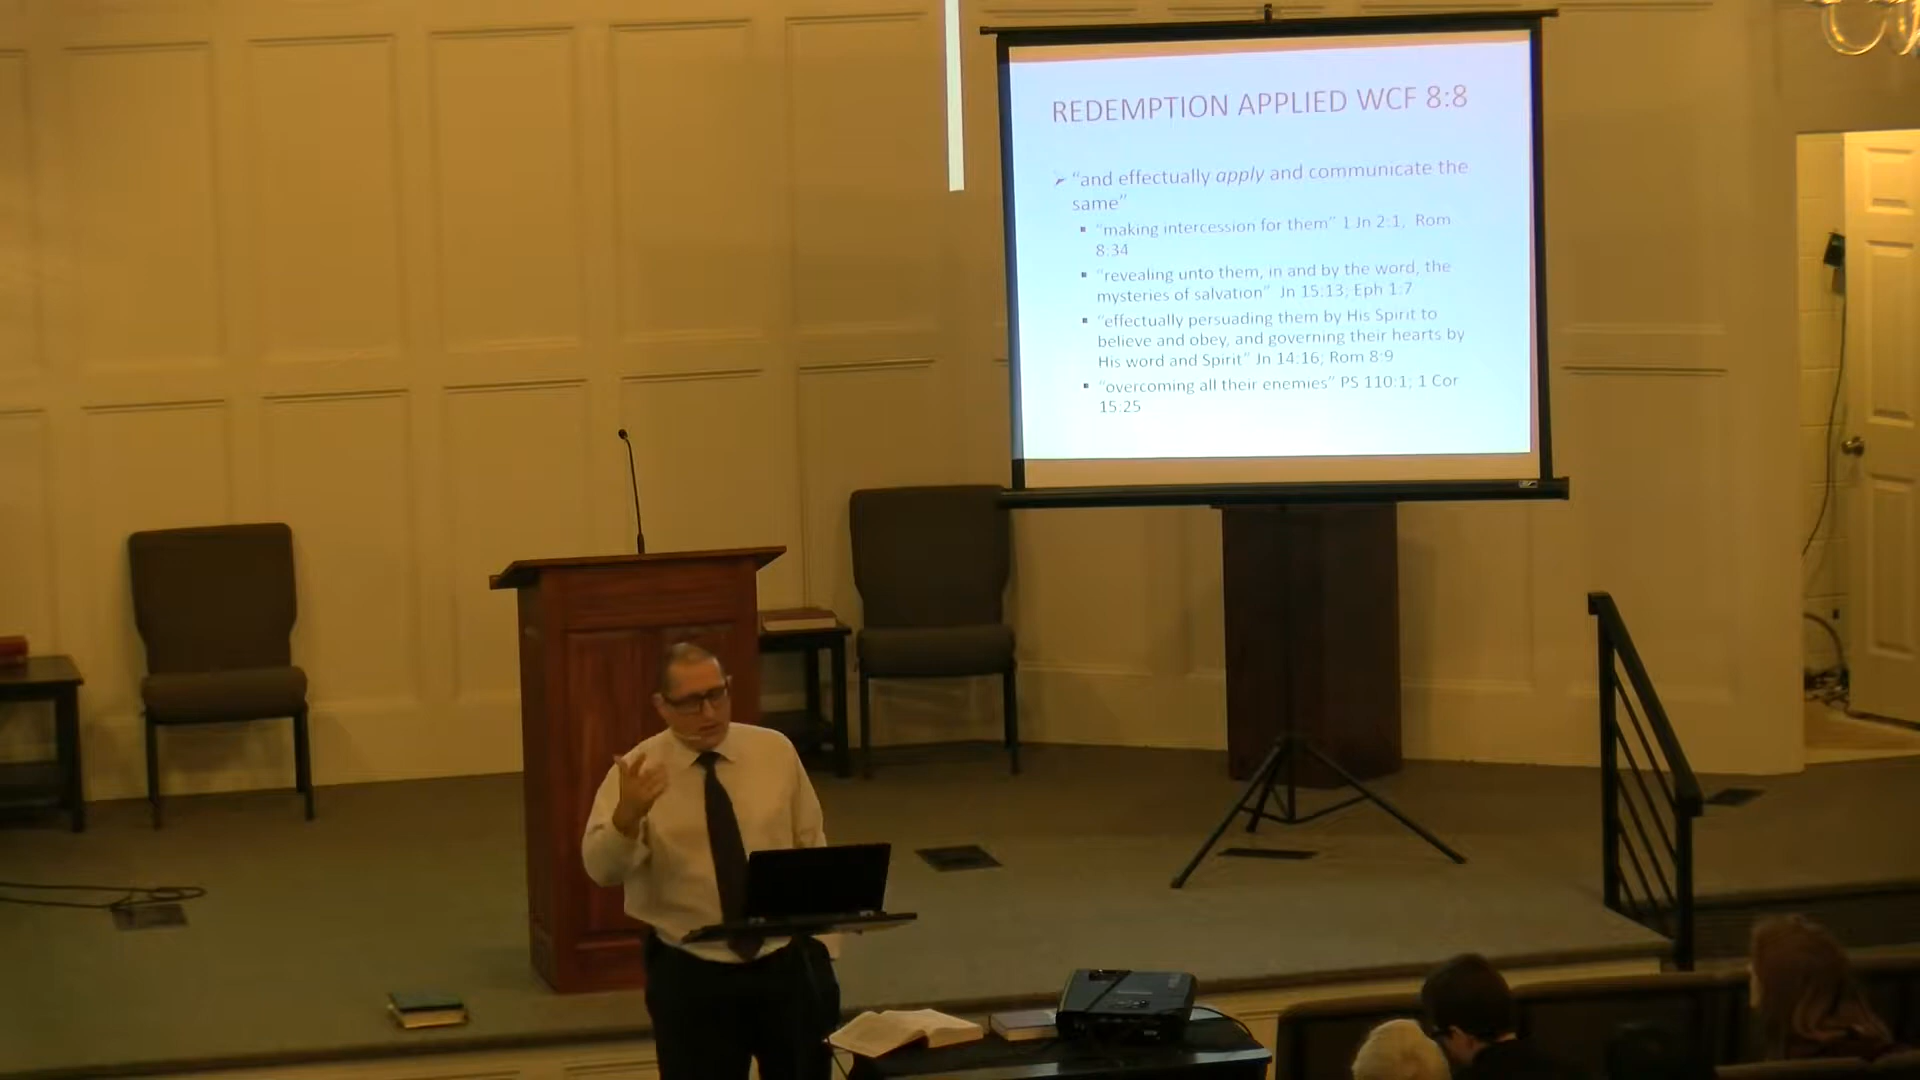 REDEMPTION APPLIED WCF 8:8
➢ “and effectually apply and communicate the
same”
▪ “making intercession for them” 1 Jn 2:1, Rom
8:34
▪ “revealing unto them, in and by the word, the
mysteries of salvation” Jn 15:13; Eph 1:7
▪ “effectually persuading them by His Spirit to
believe and obey, and governing their hearts by
His word and Spirit” Jn 14:16; Rom 8:9
▪ “overcoming all their enemies” PS 110:1; 1 Cor
15:25